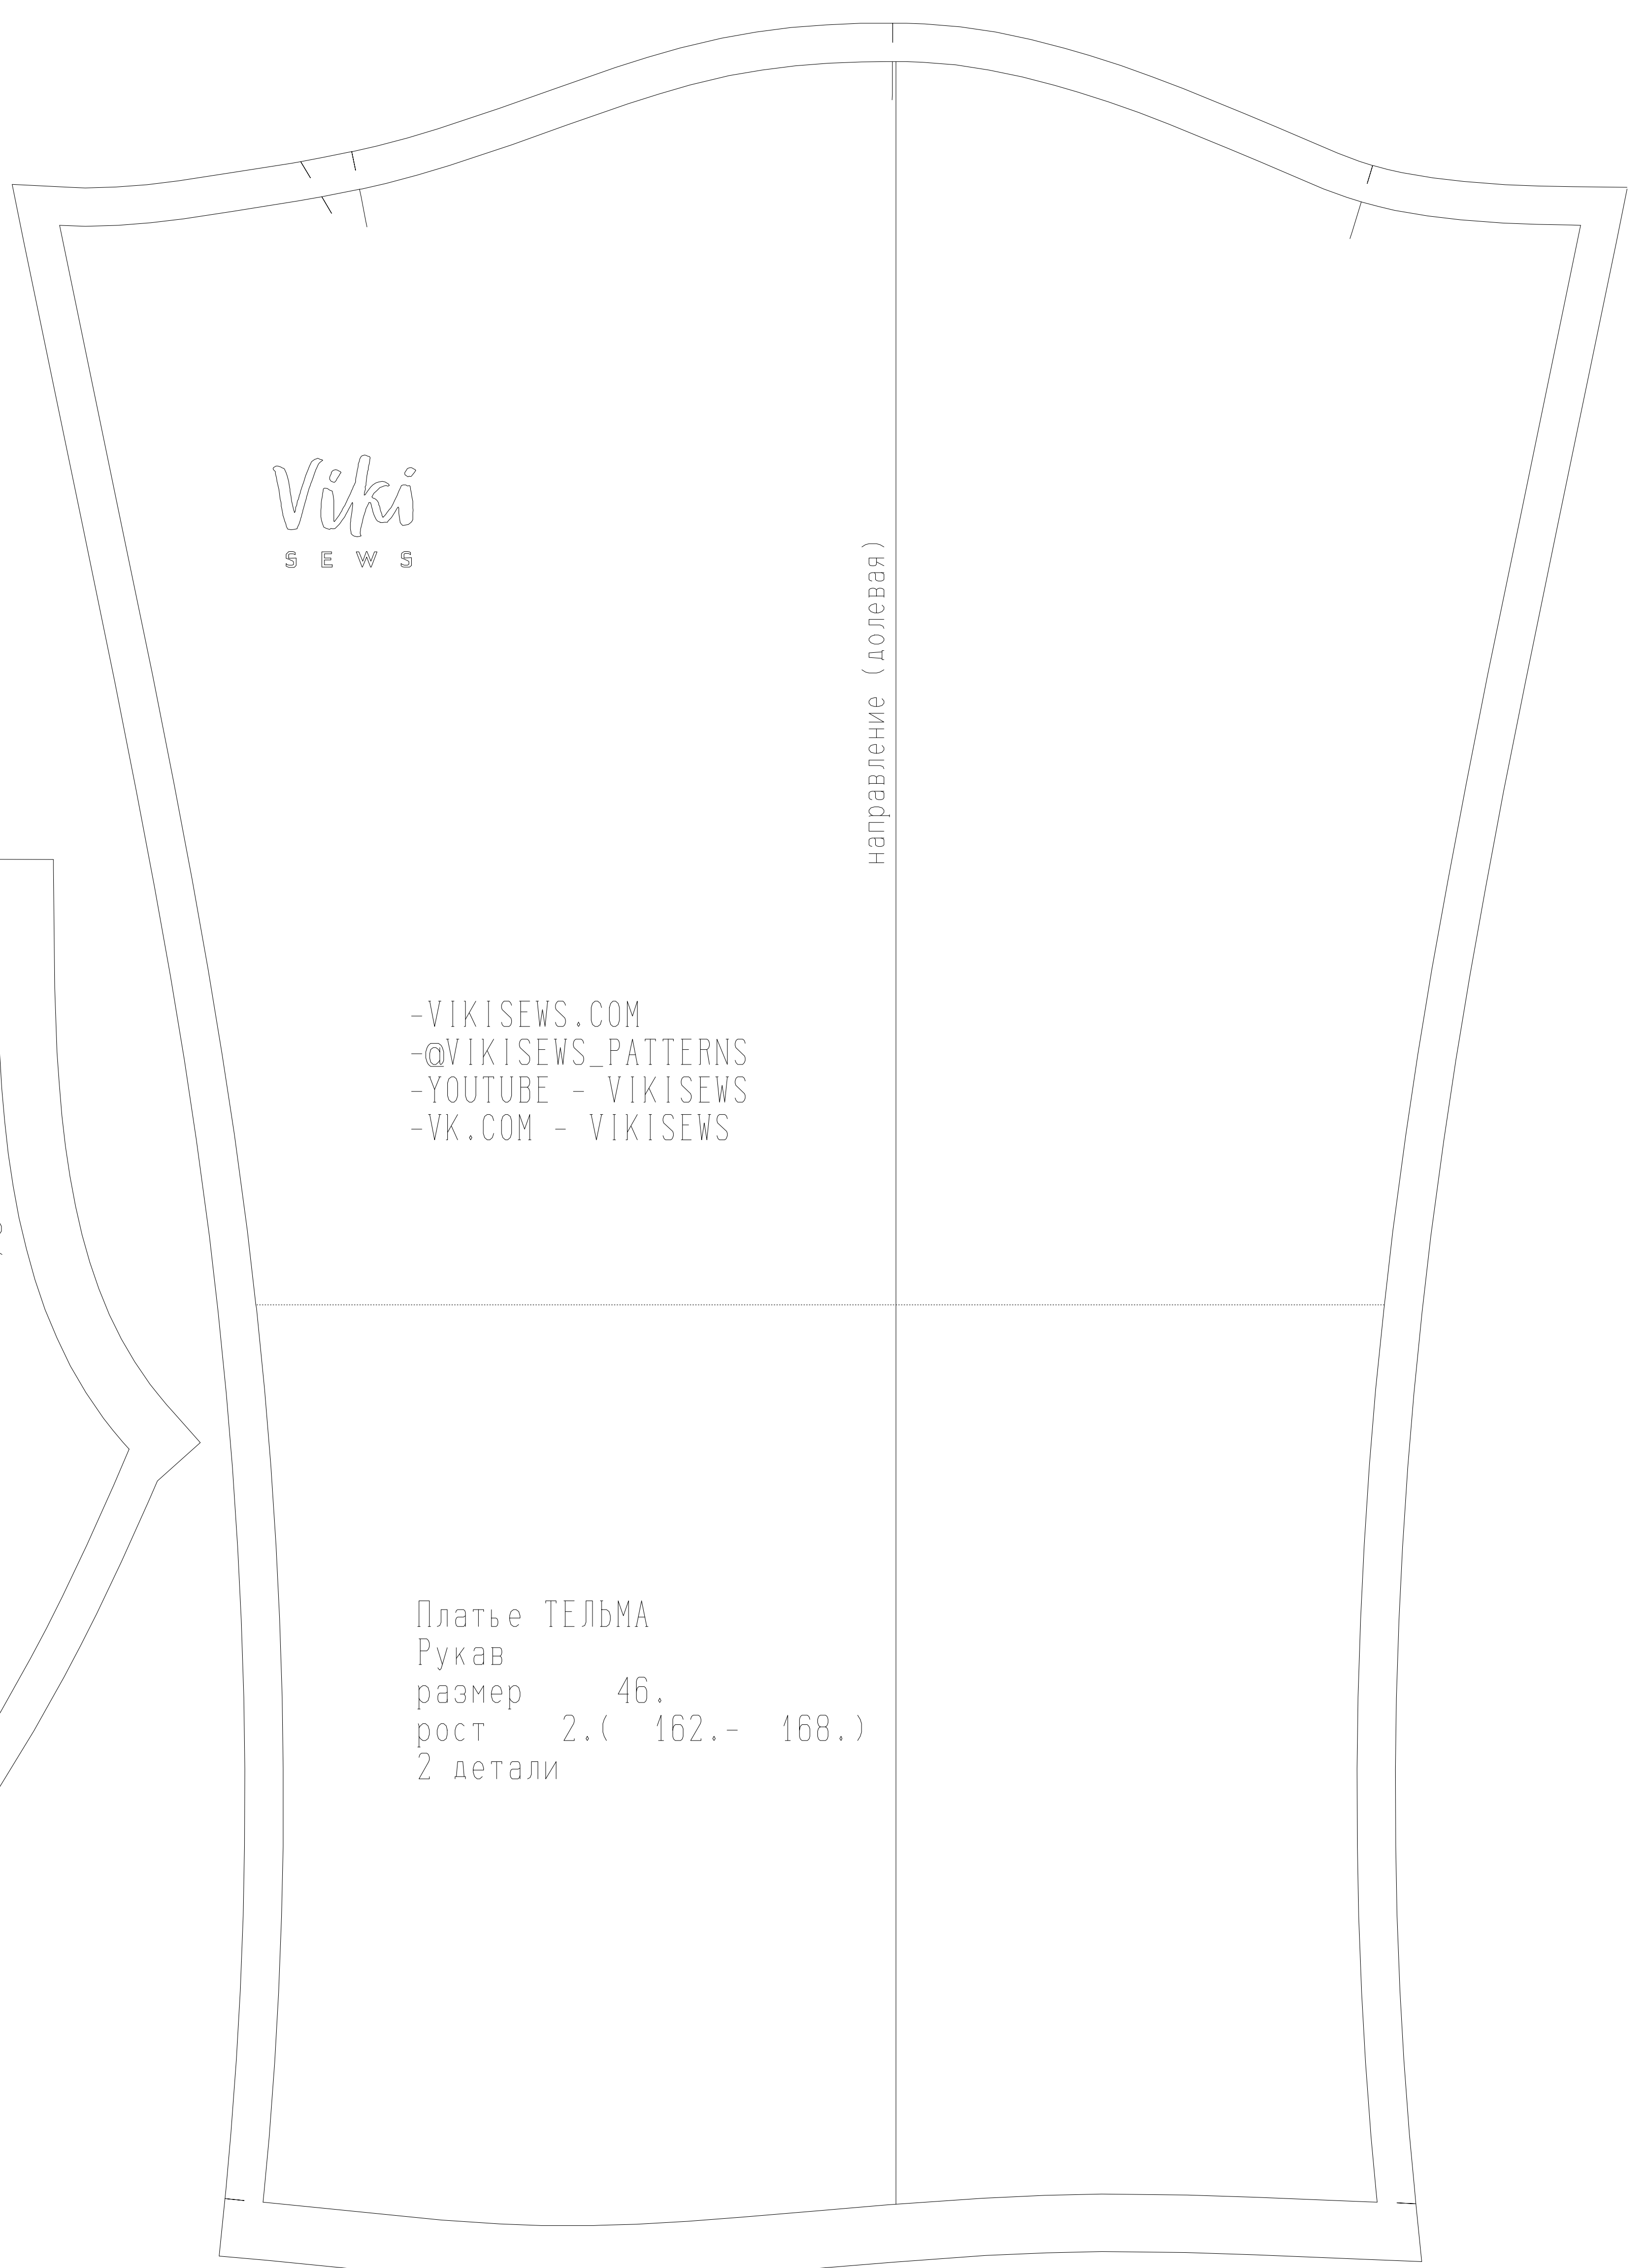 Viki
SEWS
направление (долевая)
-VIKISEWS.COM
-@VIKISEWS_PATTERNS
-YOUTUBE - VIKISEWS
-VK.COM - VIKISEWS
Платье ТЕЛЬМА
Рукав
размер 46.
рост 2.( 162.- 168.)
2 детали